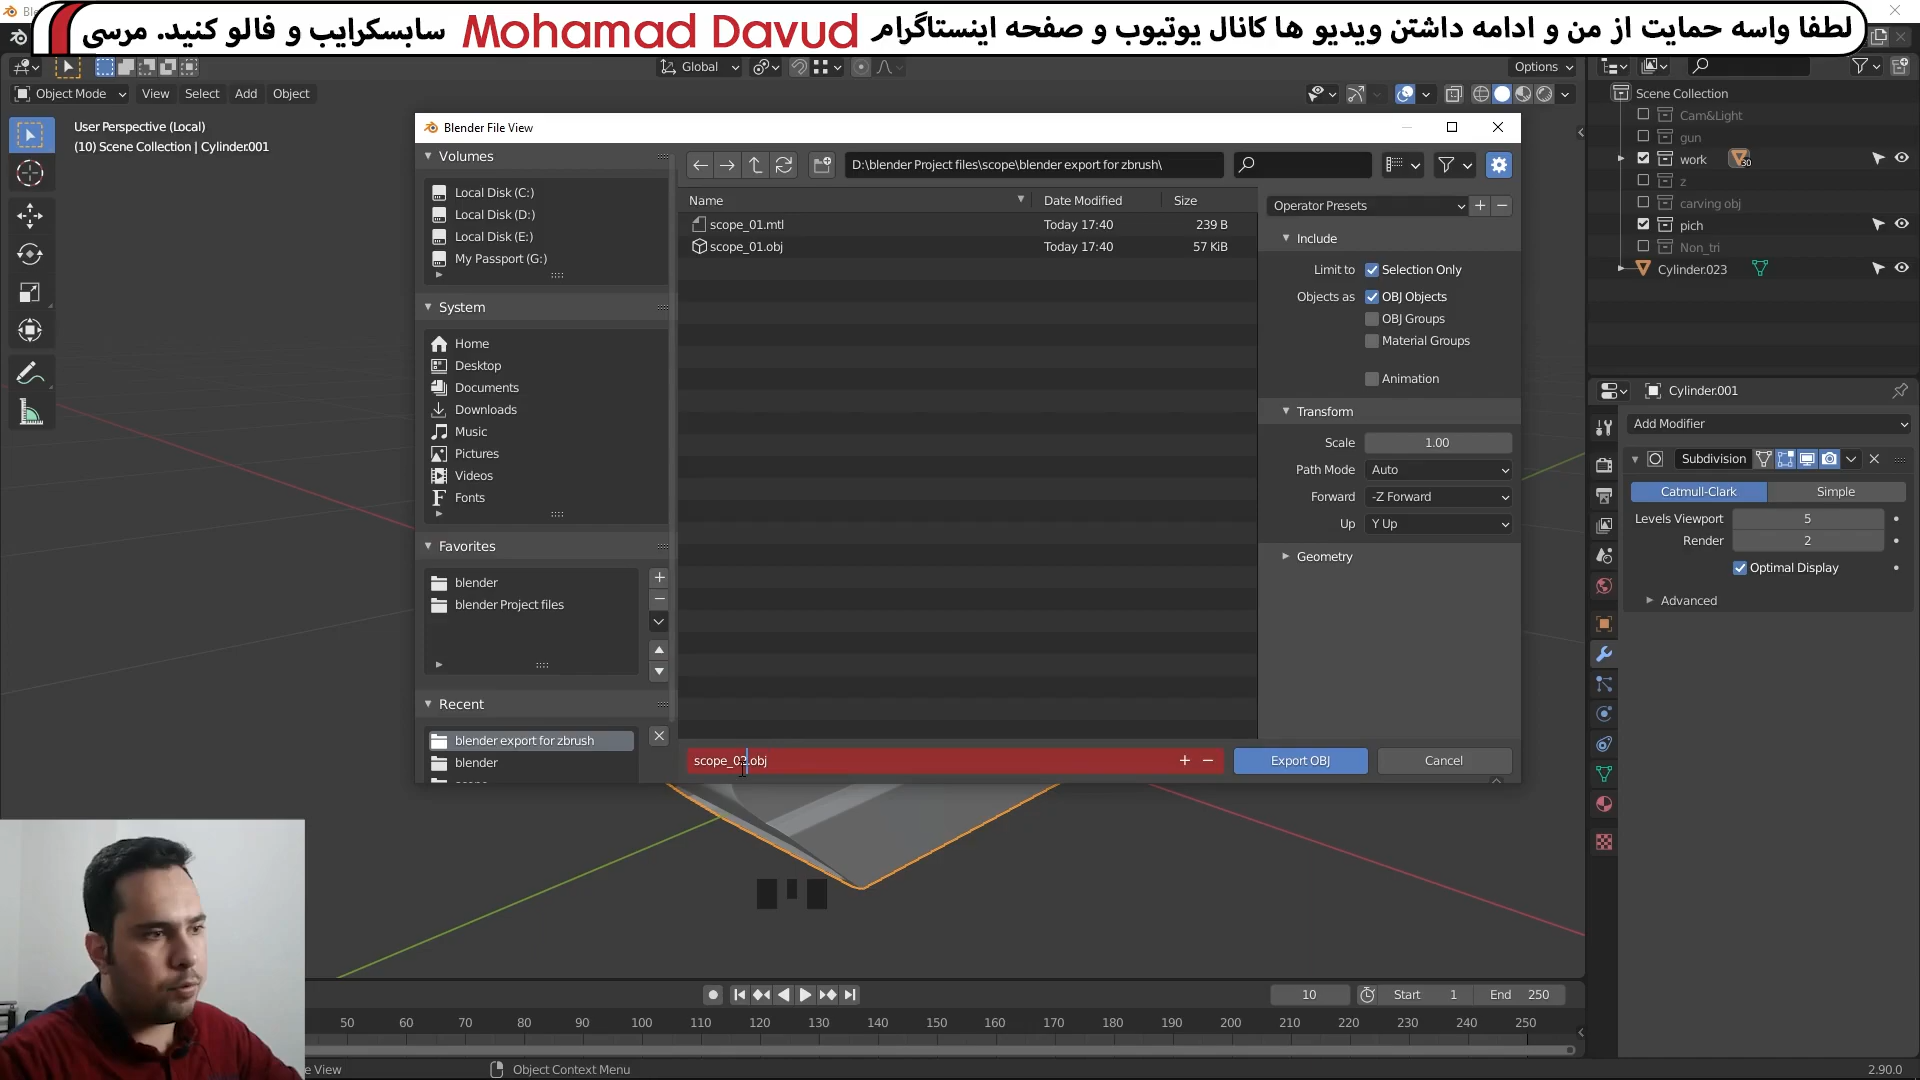 لطفا واسه حمایت از من و ادامه داشتن ویدیو ها کانال یوتیوب و صفحه اینستاگرام Mohamad Davud سابسکرایب و فالو کنید. مرسی
Global
Options
Object Mode
View
Select
Add
Object
User Perspective (Local)
(10) Scene Collection | Cylinder.001
Scene Collection
Cam&Light
gun
work
30
z
carving obj
pich
Non_tri
Cylinder.023
Blender File View
Volumes
Local Disk (C:)
Local Disk (D:)
Local Disk (E:)
My Passport (G:)
System
Home
Desktop
Documents
Downloads
Music
Pictures
Videos
Fonts
Favorites
blender
blender Project files
Recent
blender export for zbrush
blender
D:\blender Project files\scope\blender export for zbrush\
Name Date Modified Size
scope_01.mtl Today 17:40 239 B
scope_01.obj Today 17:40 57 KiB
Operator Presets
Include
Limit to Selection Only
Objects as OBJ Objects
OBJ Groups
Material Groups
Animation
Transform
Scale 1.00
Path Mode Auto
Forward -Z Forward
Up Y Up
Geometry
Export OBJ
Cancel
Cylinder.001
Add Modifier
Subdivision
Catmull-Clark Simple
Levels Viewport 5
Render 2
Optimal Display
Advanced
10 Start 1 End 250
50 60 70 80 90 100 110 120 130 140 150 160 170 180 190 200 210 220 230 240 250
View
Object Context Menu
2.90.0